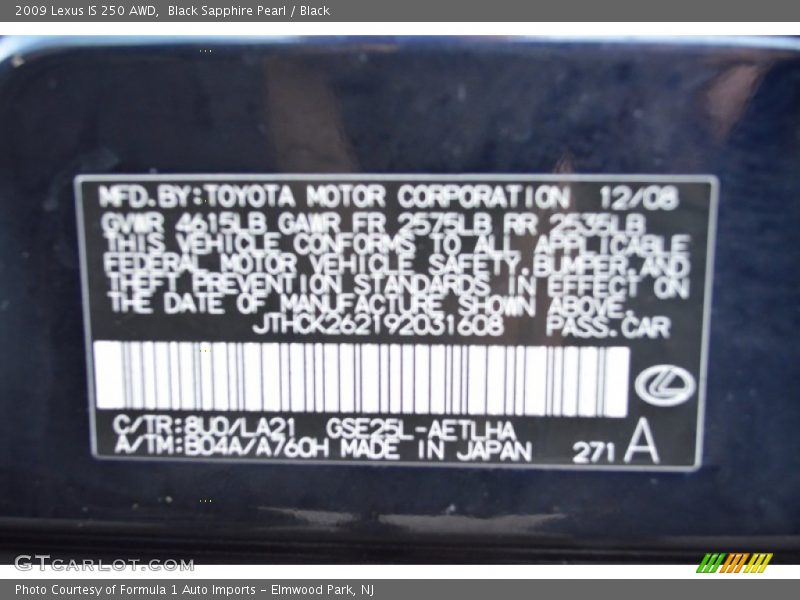 2009 Lexus IS 250 AWD,  Black Sapphire Pearl / Black
MFD.BY:TOYOTA MOTOR CORPORATION 12/08
GVWR 4615LB GAWR FR 2575LB RR 2535LB
THIS VEHICLE CONFORMS TO ALL APPLICABLE
FEDERAL MOTOR VEHICLE SAFETY,BUMPER,AND
THEFT PREVENTION STANDARDS IN EFFECT ON
THE DATE OF MANUFACTURE SHOWN ABOVE.
JTHCK262192031608 PASS.CAR
C/TR:8U0/LA21 GSE25L-AETLHA
A/TM:B04A/A760H MADE IN JAPAN 271 A
GTCARLOT.COM
Photo Courtesy of Formula 1 Auto Imports - Elmwood Park, NJ